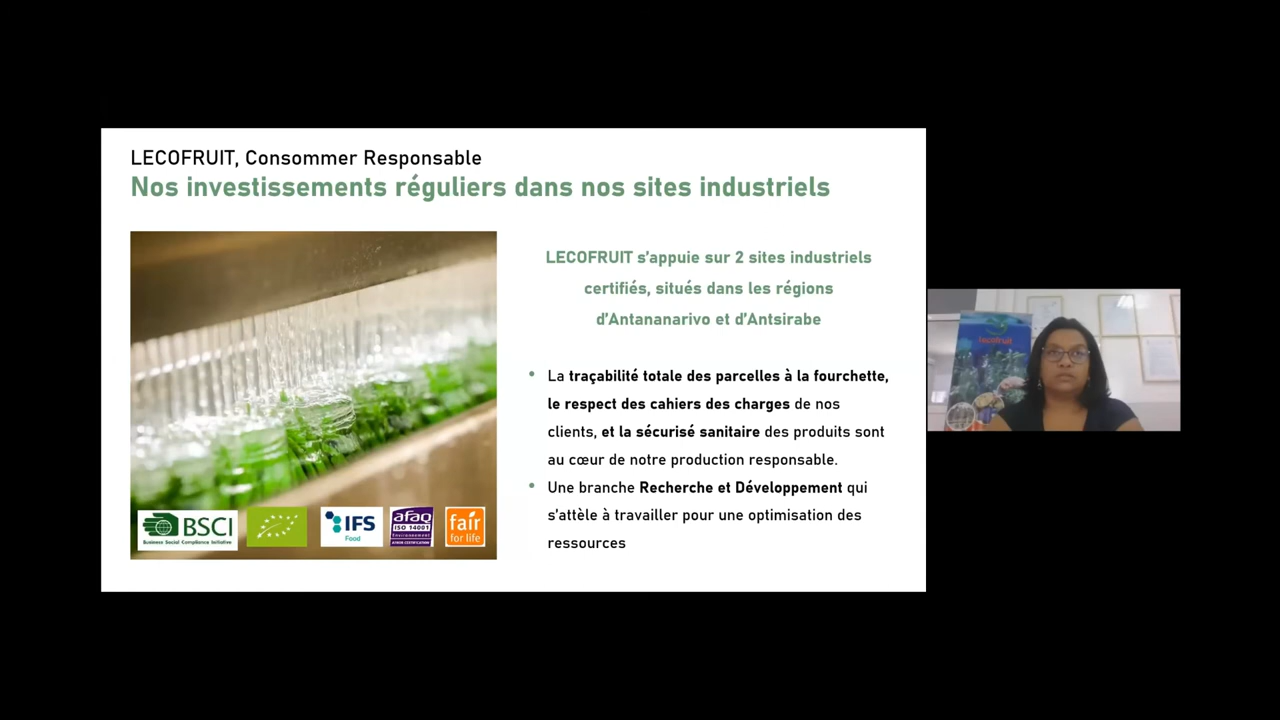 LECOFRUIT, Consommer Responsable
Nos investissements réguliers dans nos sites industriels
LECOFRUIT s'appuie sur 2 sites industriels
certifiés, situés dans les régions
d'Antananarivo et d'Antsirabe
• La traçabilité totale des parcelles à la fourchette,
le respect des cahiers des charges de nos
clients, et la sécurisé sanitaire des produits sont
au cœur de notre production responsable.
• Une branche Recherche et Développement qui
s'attèle à travailler pour une optimisation des
ressources
BSCI
Business Social Compliance Initiative
IFS
Food
afaq
ISO 14001
Environnement
AFNOR CERTIFICATION
fair
for life
Lecofruit